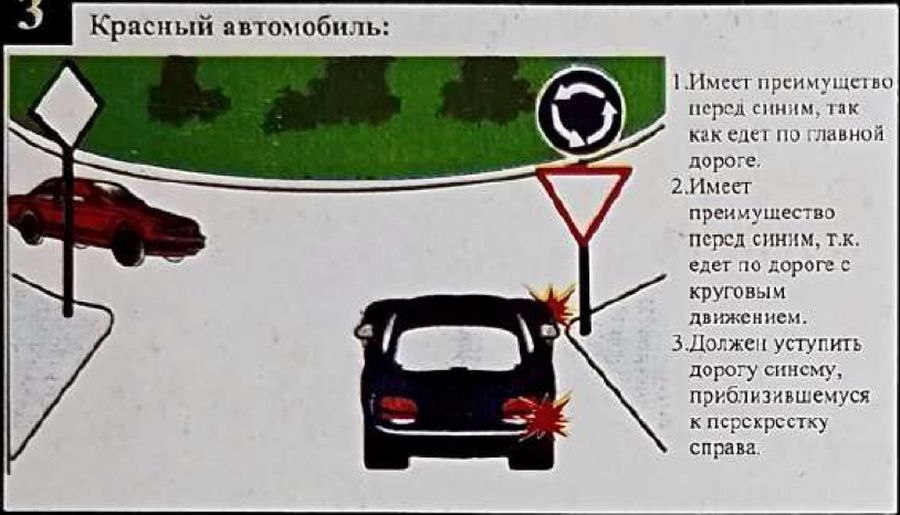 3
Красный автомобиль:
1.Имеет преимущетво
перед синим, так
как едет по главной
дороге.
2.Имеет
преимущество
перед синим, т.к.
едет по дороге с
круговым
движением.
3.Должен уступить
дорогу синему,
приблизившемуся
к перекрестку
справа.